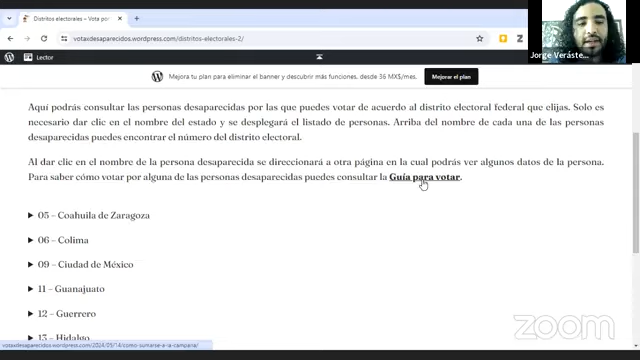 Distritos electorales – Vota por
votaxdesaparecidos.wordpress.com/distritos-electorales-2/
Lector
Mejora tu plan para eliminar el banner y descubrir más funciones, desde 36 MX$/mes.
Mejorar el plan
Jorge Veráste...
Aquí podrás consultar las personas desaparecidas por las que puedes votar de acuerdo al distrito electoral federal que elijas. Solo es
necesario dar clic en el nombre del estado y se desplegará el listado de personas. Arriba del nombre de cada una de las personas
desaparecidas puedes encontrar el número del distrito electoral.
Al dar clic en el nombre de la persona desaparecida se direccionará a otra página en la cual podrás ver algunos datos de la persona.
Para saber cómo votar por alguna de las personas desaparecidas puedes consultar la Guía para votar.
05 – Coahuila de Zaragoza
06 – Colima
09 – Ciudad de México
11 – Guanajuato
12 – Guerrero
13 – Hidalgo
votaxdesaparecidos.wordpress.com/2024/05/14/como-sumarse-a-la-campana/
zoom